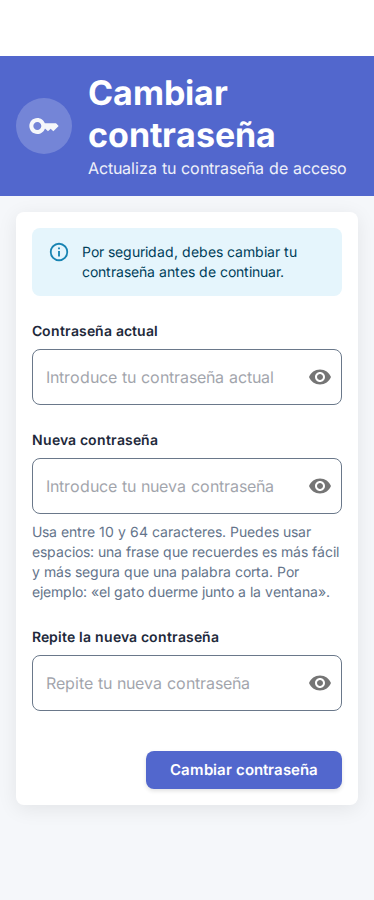 Cambiar
contraseña
Actualiza tu contraseña de acceso
Por seguridad, debes cambiar tu
contraseña antes de continuar.
Contraseña actual
Introduce tu contraseña actual
Nueva contraseña
Introduce tu nueva contraseña
Usa entre 10 y 64 caracteres. Puedes usar
espacios: una frase que recuerdes es más fácil
y más segura que una palabra corta. Por
ejemplo: «el gato duerme junto a la ventana».
Repite la nueva contraseña
Repite tu nueva contraseña
Cambiar contraseña